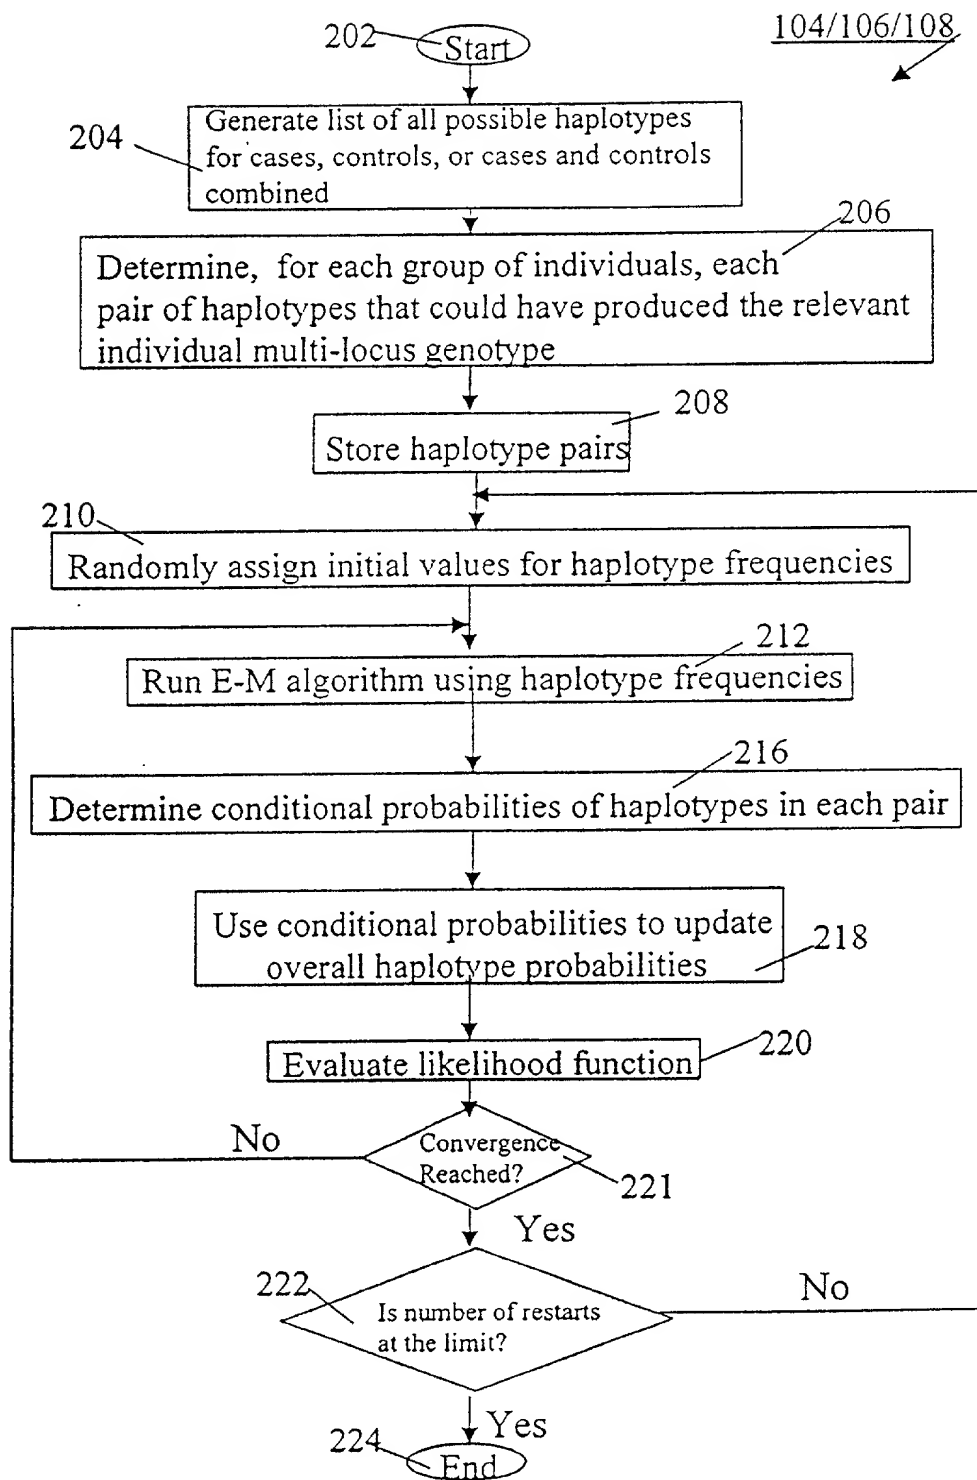 202
Start
104/106/108
204
Generate list of all possible haplotypes
for cases, controls, or cases and controls
combined
206
Determine, for each group of individuals, each
pair of haplotypes that could have produced the relevant
individual multi-locus genotype
208
Store haplotype pairs
210
Randomly assign initial values for haplotype frequencies
212
Run E-M algorithm using haplotype frequencies
216
Determine conditional probabilities of haplotypes in each pair
Use conditional probabilities to update
overall haplotype probabilities
218
Evaluate likelihood function
220
No
Convergence
Reached?
221
Yes
222
Is number of restarts
at the limit?
No
Yes
224
End